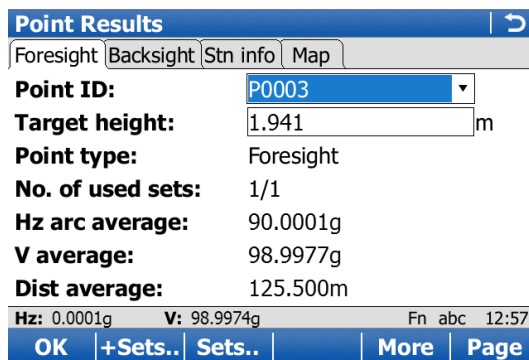 Point Results
Foresight Backsight Stn info Map
Point ID: P0003
Target height: 1.941 m
Point type: Foresight
No. of used sets: 1/1
Hz arc average: 90.0001g
V average: 98.9977g
Dist average: 125.500m
Hz: 0.0001g V: 98.9974g Fn abc 12:57
OK +Sets.. Sets.. More Page